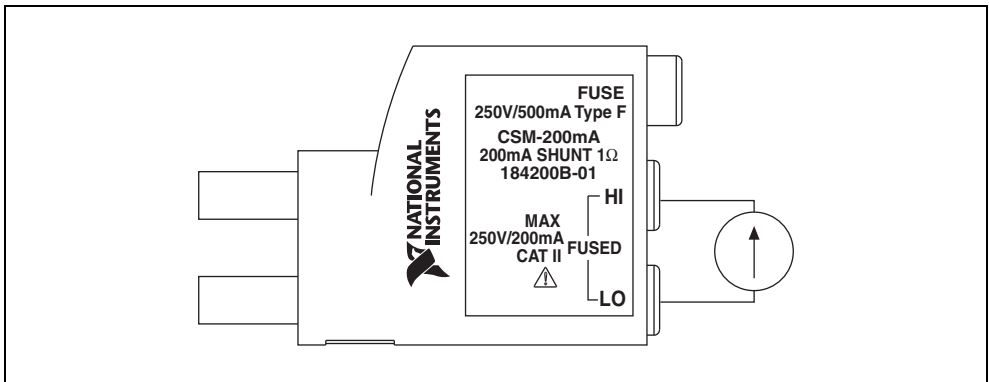 FUSE
250V/500mA Type F
CSM-200mA
200mA SHUNT 1Ω
184200B-01
HI
MAX
250V/200mA
CAT II
FUSED
LO
NATIONAL
INSTRUMENTS